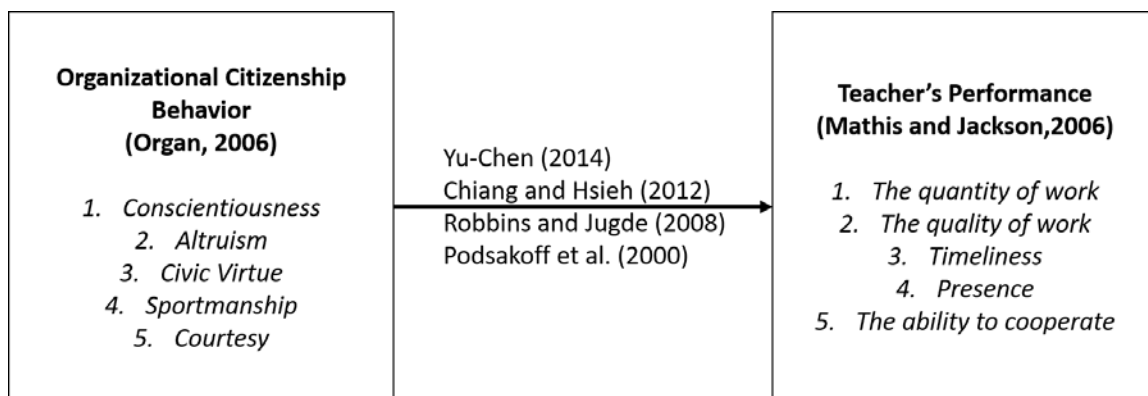 Organizational Citizenship
Behavior
(Organ, 2006)
1. Conscientiousness
2. Altruism
3. Civic Virtue
4. Sportmanship
5. Courtesy
Yu-Chen (2014)
Chiang and Hsieh (2012)
Robbins and Jugde (2008)
Podsakoff et al. (2000)
Teacher’s Performance
(Mathis and Jackson,2006)
1. The quantity of work
2. The quality of work
3. Timeliness
4. Presence
5. The ability to cooperate